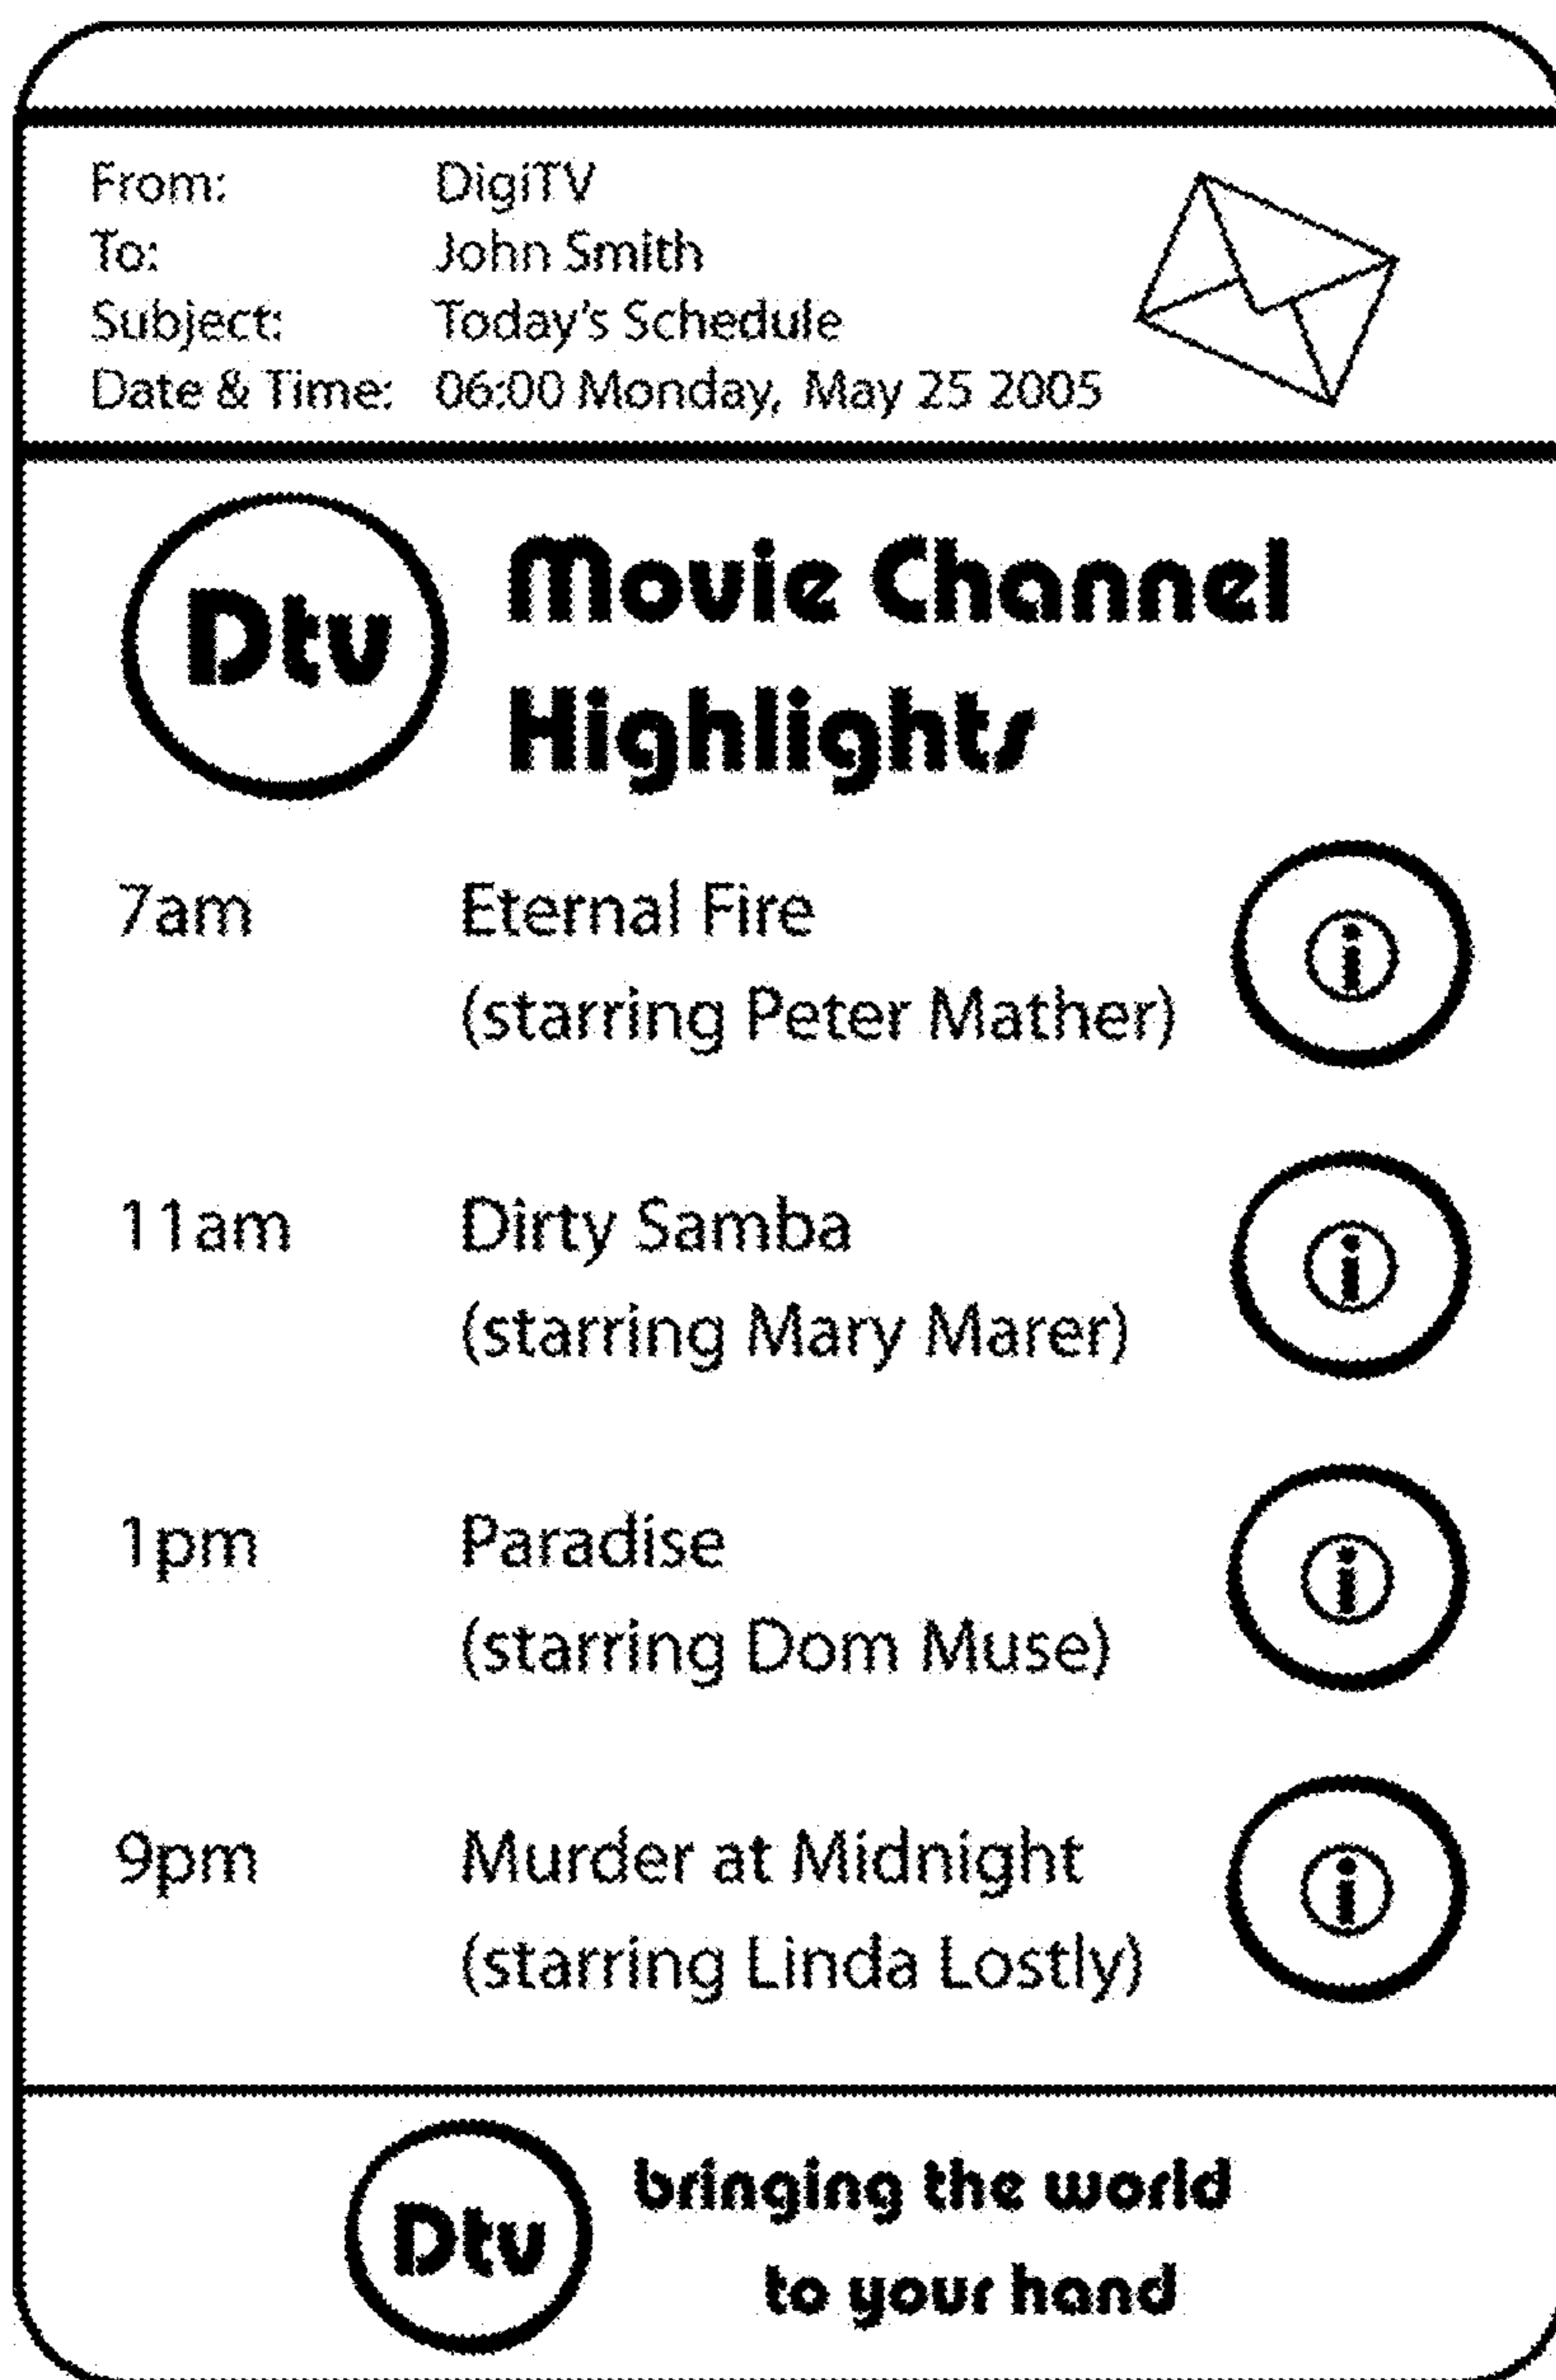 From: DigiTV
To: John Smith
Subject: Today's Schedule
Date & Time: 06:00 Monday, May 25 2005
Dtv
Movie Channel
Highlights
7am Eternal Fire
(starring Peter Mather)
i
11am Dirty Samba
(starring Mary Marer)
i
1pm Paradise
(starring Dom Muse)
i
9pm Murder at Midnight
(starring Linda Lostly)
i
Dtv
bringing the world
to your hand